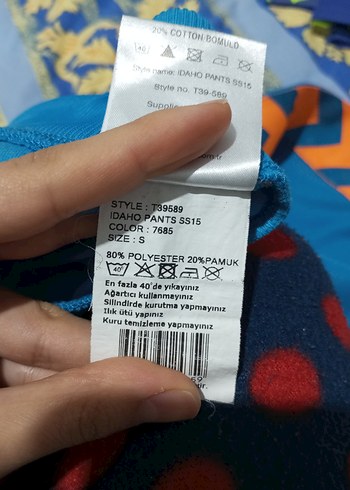 20% COTTON-BOMULD
40
Style name: IDAHO PANTS SS15
Style no. T39-589
STYLE : T39589
IDAHO PANTS SS15
COLOR : 7685
SIZE : S
80% POLYESTER 20%PAMUK
40°
En fazla 40°de yıkayınız
Ağartıcı kullanmayınız
Silindirde kurutma yapmayınız
Ilık ütü yapınız
Kuru temizleme yapmayınız